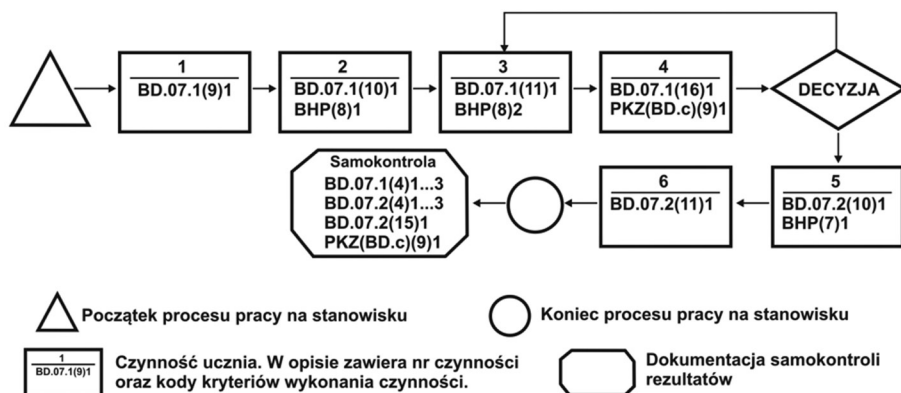 1
BD.07.1(9)1
2
BD.07.1(10)1
BHP(8)1
3
BD.07.1(11)1
BHP(8)2
4
BD.07.1(16)1
PKZ(BD.c)(9)1
DECYZJA
Samokontrola
BD.07.1(4)1...3
BD.07.2(4)1...3
BD.07.2(15)1
PKZ(BD.c)(9)1
6
BD.07.2(11)1
5
BD.07.2(10)1
BHP(7)1
Początek procesu pracy na stanowisku
Koniec procesu pracy na stanowisku
1
BD.07.1(9)1
Czynność ucznia. W opisie zawiera nr czynności
oraz kody kryteriów wykonania czynności.
Dokumentacja samokontroli
rezultatów